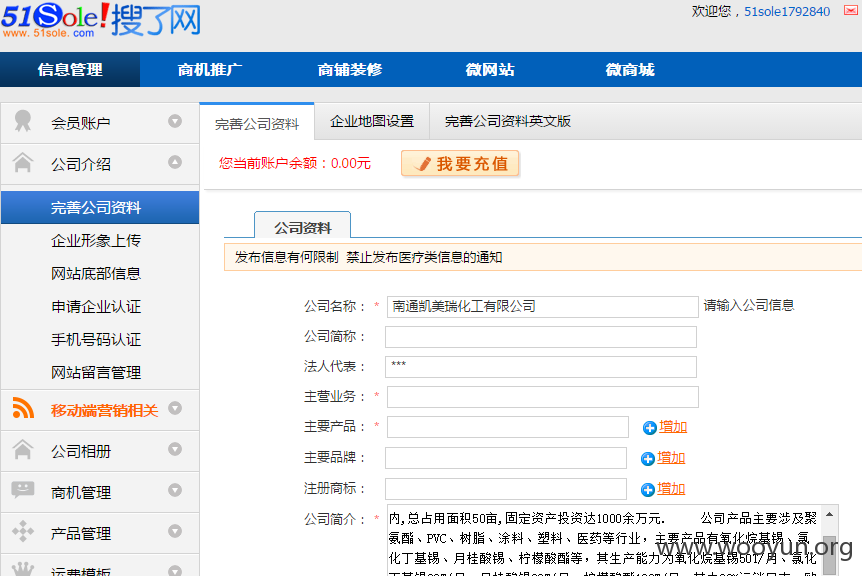 51Sole!搜了网
www.51sole.com
欢迎您，51sole1792840
信息管理 商机推广 商铺装修 微网站 微商城
会员账户
公司介绍
完善公司资料
企业形象上传
网站底部信息
申请企业认证
手机号码认证
网站留言管理
移动端营销相关
公司相册
商机管理
产品管理
运费模板
完善公司资料 企业地图设置 完善公司资料英文版
您当前账户余额：0.00元 我要充值
公司资料
发布信息有何限制 禁止发布医疗类信息的通知
公司名称： * 南通凯美瑞化工有限公司 请输入公司信息
公司简称：
法人代表： ***
主营业务： *
主要产品： * 增加
主要品牌： 增加
注册商标： 增加
公司简介： * 内,总占用面积50亩,固定资产投资达1000余万元. 公司产品主要涉及聚
氨酯、PVC、树脂、涂料、塑料、医药等行业，主要产品有氧化烷基锡、氯
化丁基锡、月桂酸锡、柠檬酸酯等，其生产能力为氧化烷基锡50T/月、氯化
www.wooyun.org